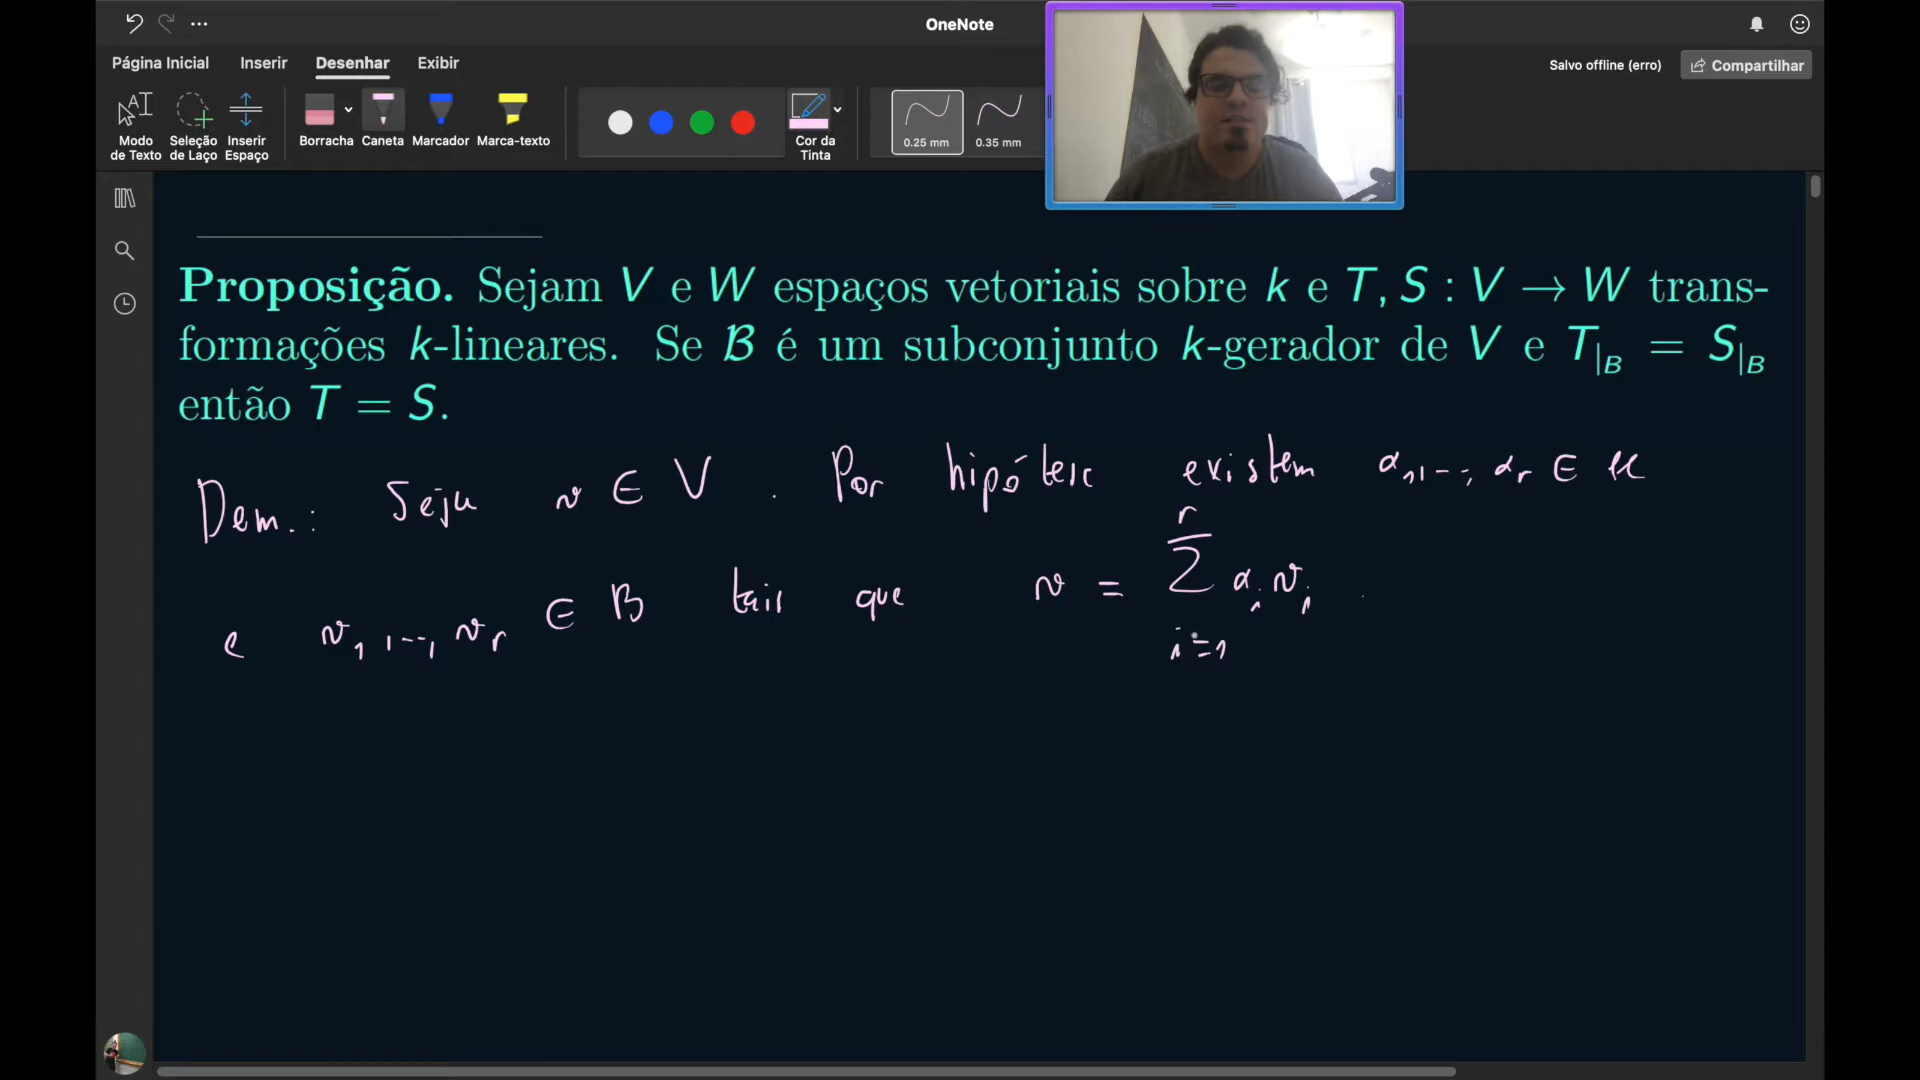 OneNote
Página Inicial Inserir Desenhar Exibir
Salvo offline (erro) Compartilhar
Modo de Texto
Seleção de Laço
Inserir Espaço
Borracha Caneta Marcador Marca-texto
Cor da Tinta
0.25 mm 0.35 mm
Proposição. Sejam V e W espaços vetoriais sobre k e T, S : V → W trans-
formações k-lineares. Se B é um subconjunto k-gerador de V e T|B = S|B
então T = S.
Dem.: Seja v ∈ V. Por hipótese existem α₁, ..., αᵣ ∈ k
e v₁, ..., vᵣ ∈ B tais que v = ∑ᵢ₌₁ʳ αᵢ vᵢ